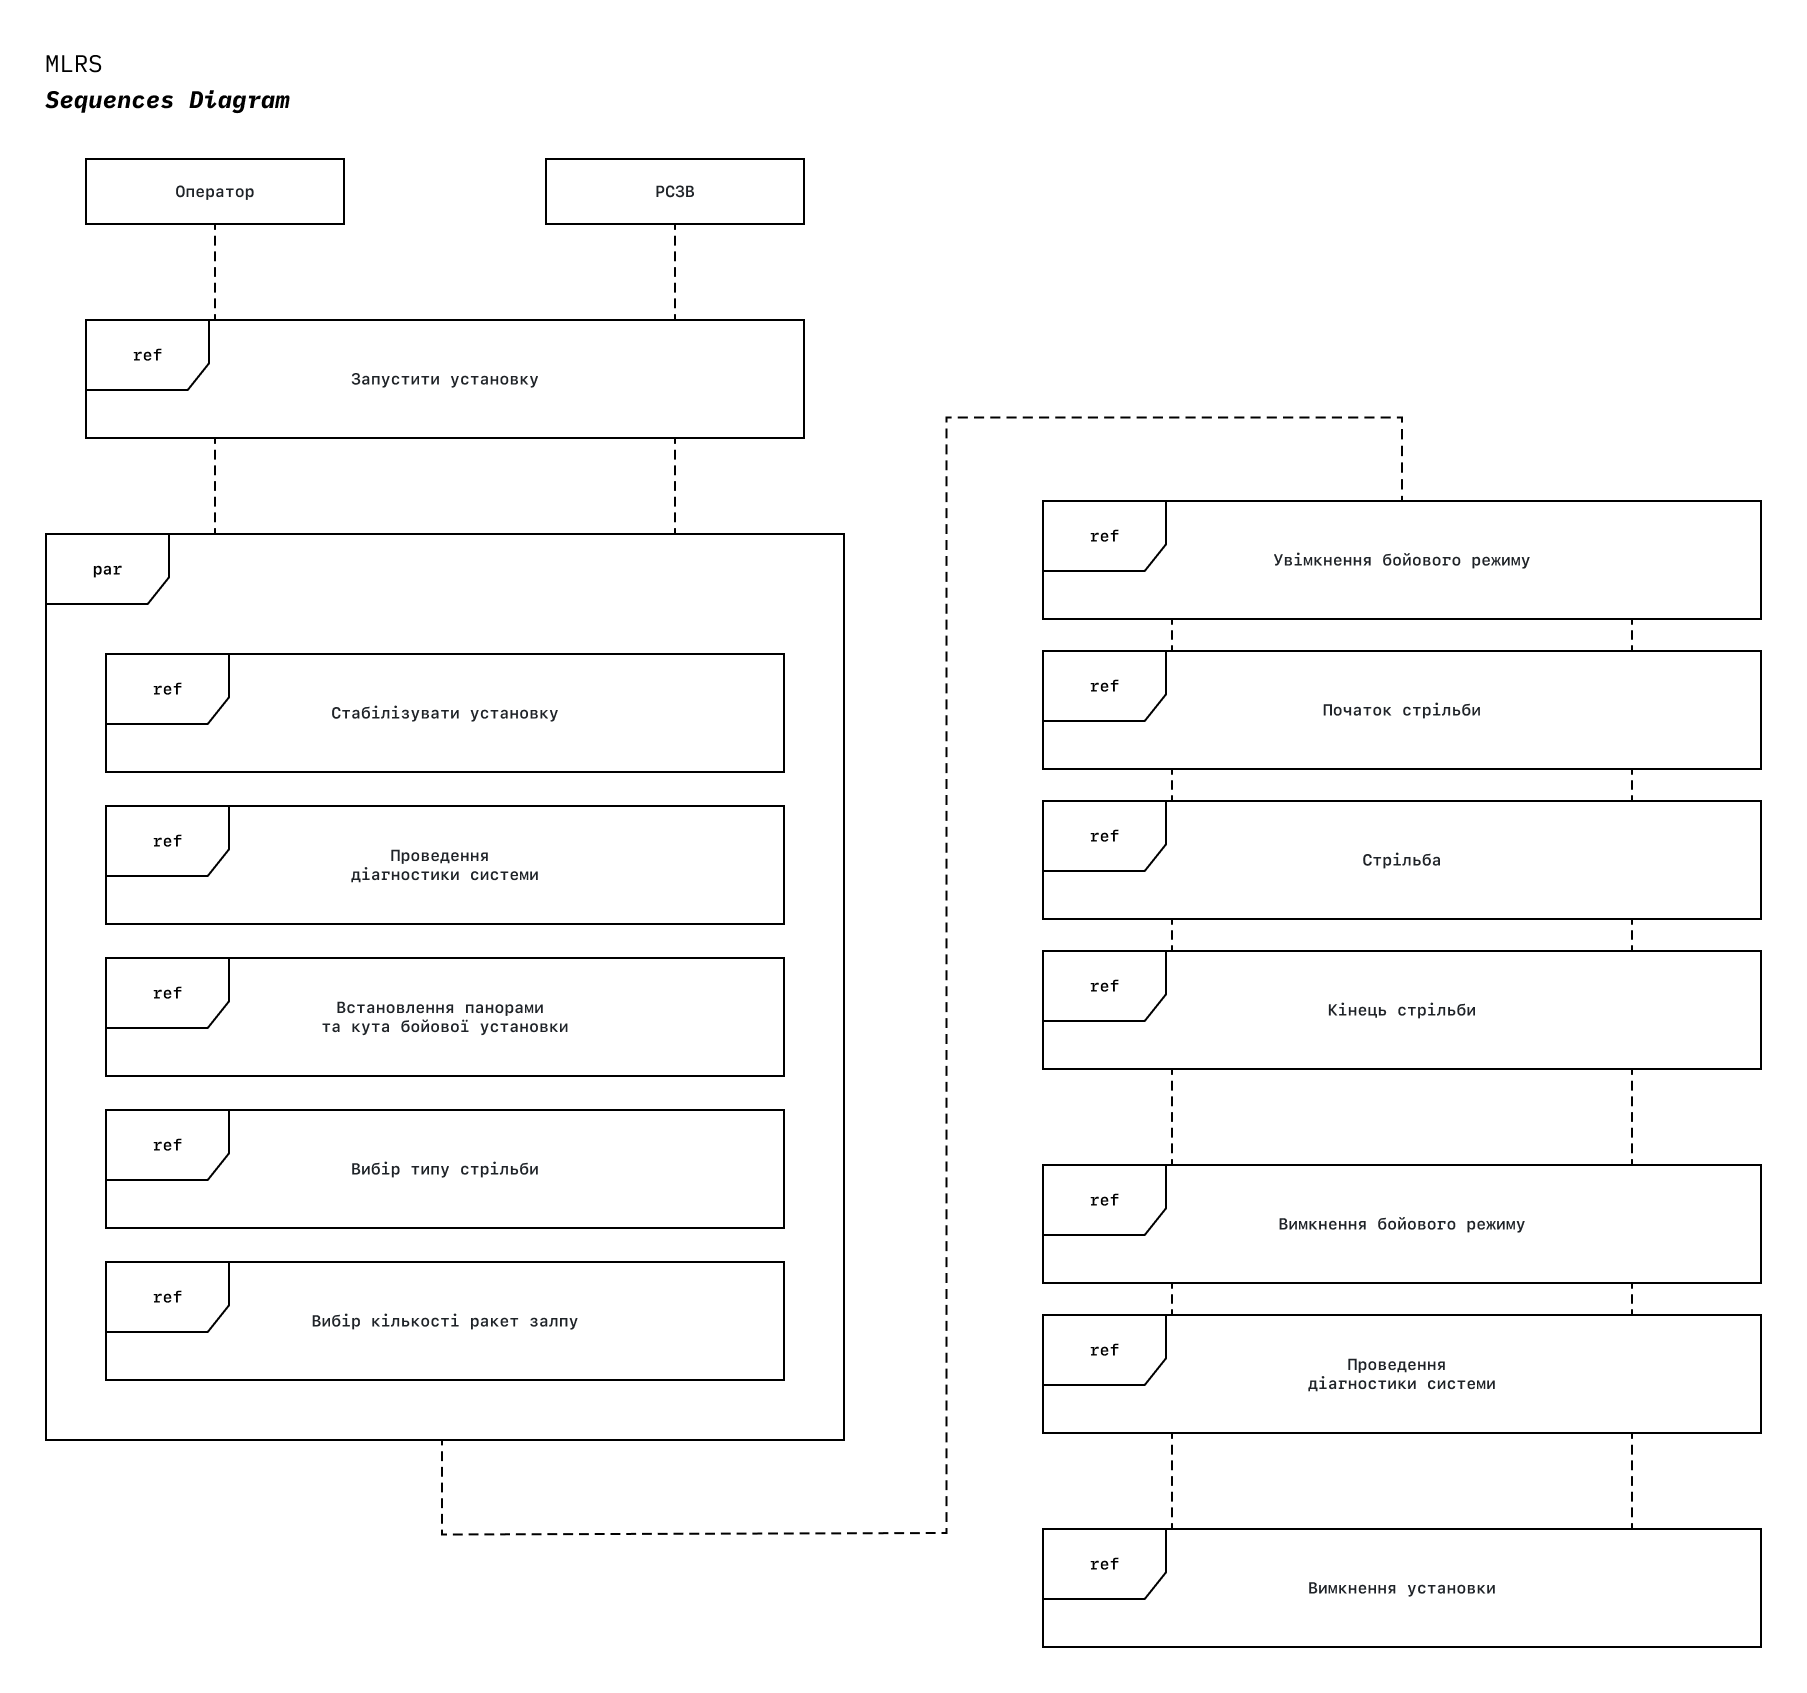 MLRS
Sequences Diagram
Оператор
РСЗВ
ref
Запустити установку
par
ref
Стабілізувати установку
ref
Проведення
діагностики системи
ref
Встановлення панорами
та кута бойової установки
ref
Вибір типу стрільби
ref
Вибір кількості ракет залпу
ref
Увімкнення бойового режиму
ref
Початок стрільби
ref
Стрільба
ref
Кінець стрільби
ref
Вимкнення бойового режиму
ref
Проведення
діагностики системи
ref
Вимкнення установки